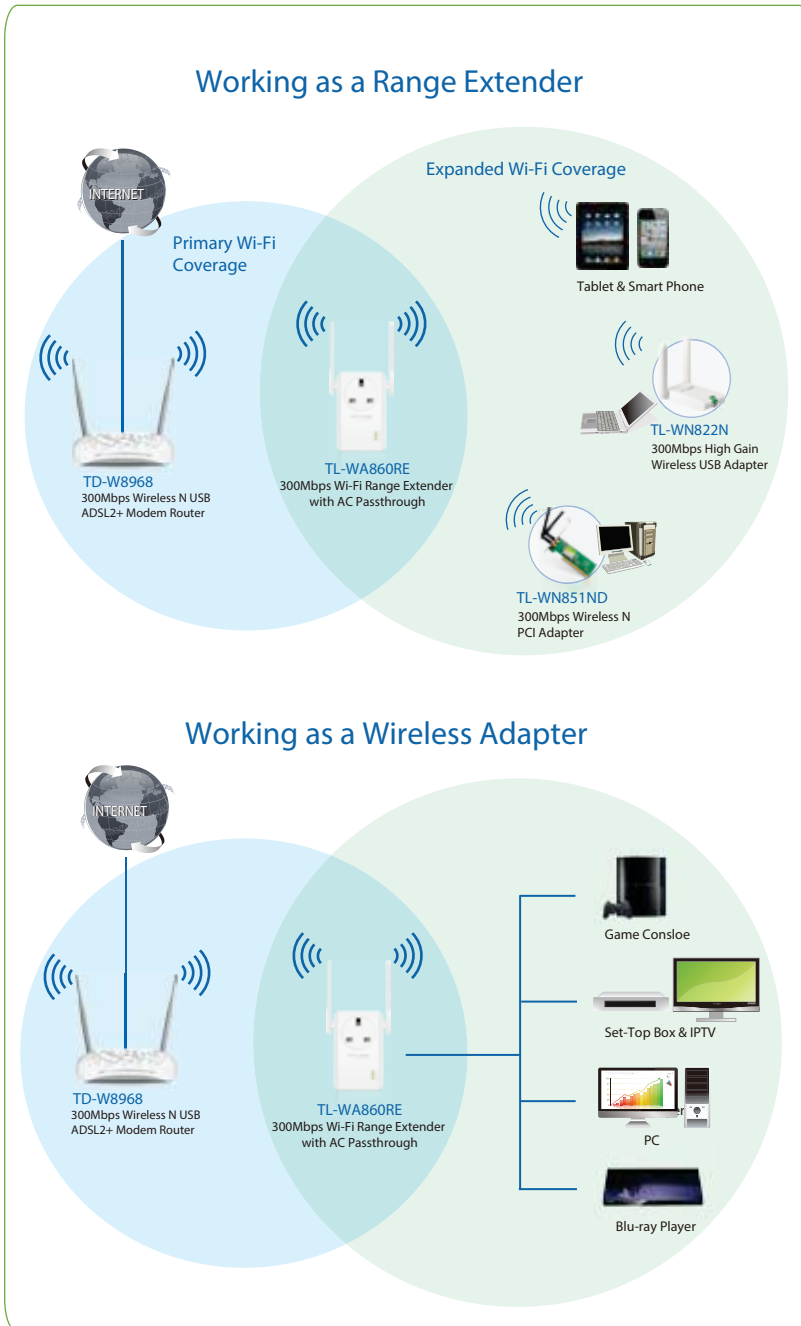 Working as a Range Extender
INTERNET
Expanded Wi-Fi Coverage
Primary Wi-Fi
Coverage
Tablet & Smart Phone
TL-WN822N
300Mbps High Gain
Wireless USB Adapter
TD-W8968
300Mbps Wireless N USB
ADSL2+ Modem Router
TL-WA860RE
300Mbps Wi-Fi Range Extender
with AC Passthrough
TL-WN851ND
300Mbps Wireless N
PCI Adapter
Working as a Wireless Adapter
INTERNET
Game Consloe
Set-Top Box & IPTV
TD-W8968
300Mbps Wireless N USB
ADSL2+ Modem Router
TL-WA860RE
300Mbps Wi-Fi Range Extender
with AC Passthrough
PC
Blu-ray Player